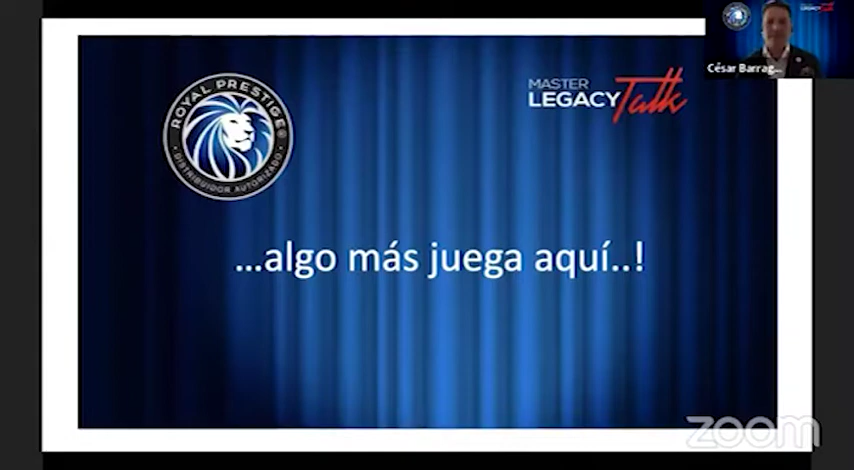 ROYAL PRESTIGE®
• DISTRIBUIDOR AUTORIZADO •
MASTER
LEGACY Talk
César Barrag...
...algo más juega aquí..!
zoom